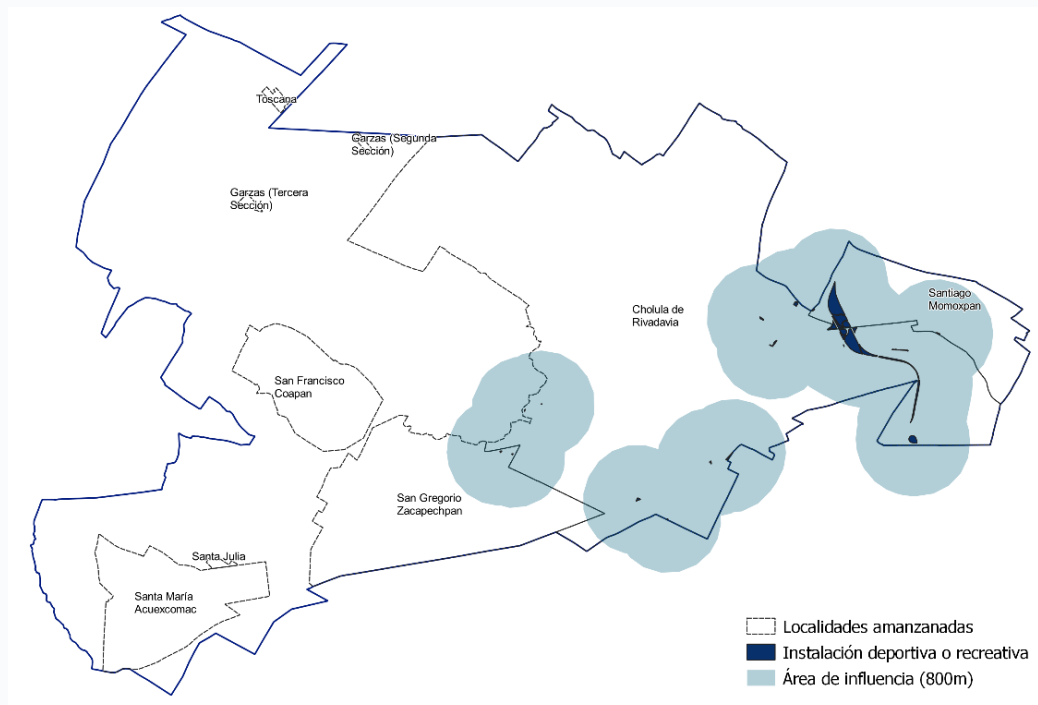 Toscana
Garzas (Segunda
Sección)
Garzas (Tercera
Sección)
Santiago
Momoxpan
Cholula de
Rivadavia
San Francisco
Coapan
San Gregorio
Zacapechpan
Santa Julia
Santa María
Acuexcomac
Localidades amanzanadas
Instalación deportiva o recreativa
Área de influencia (800m)